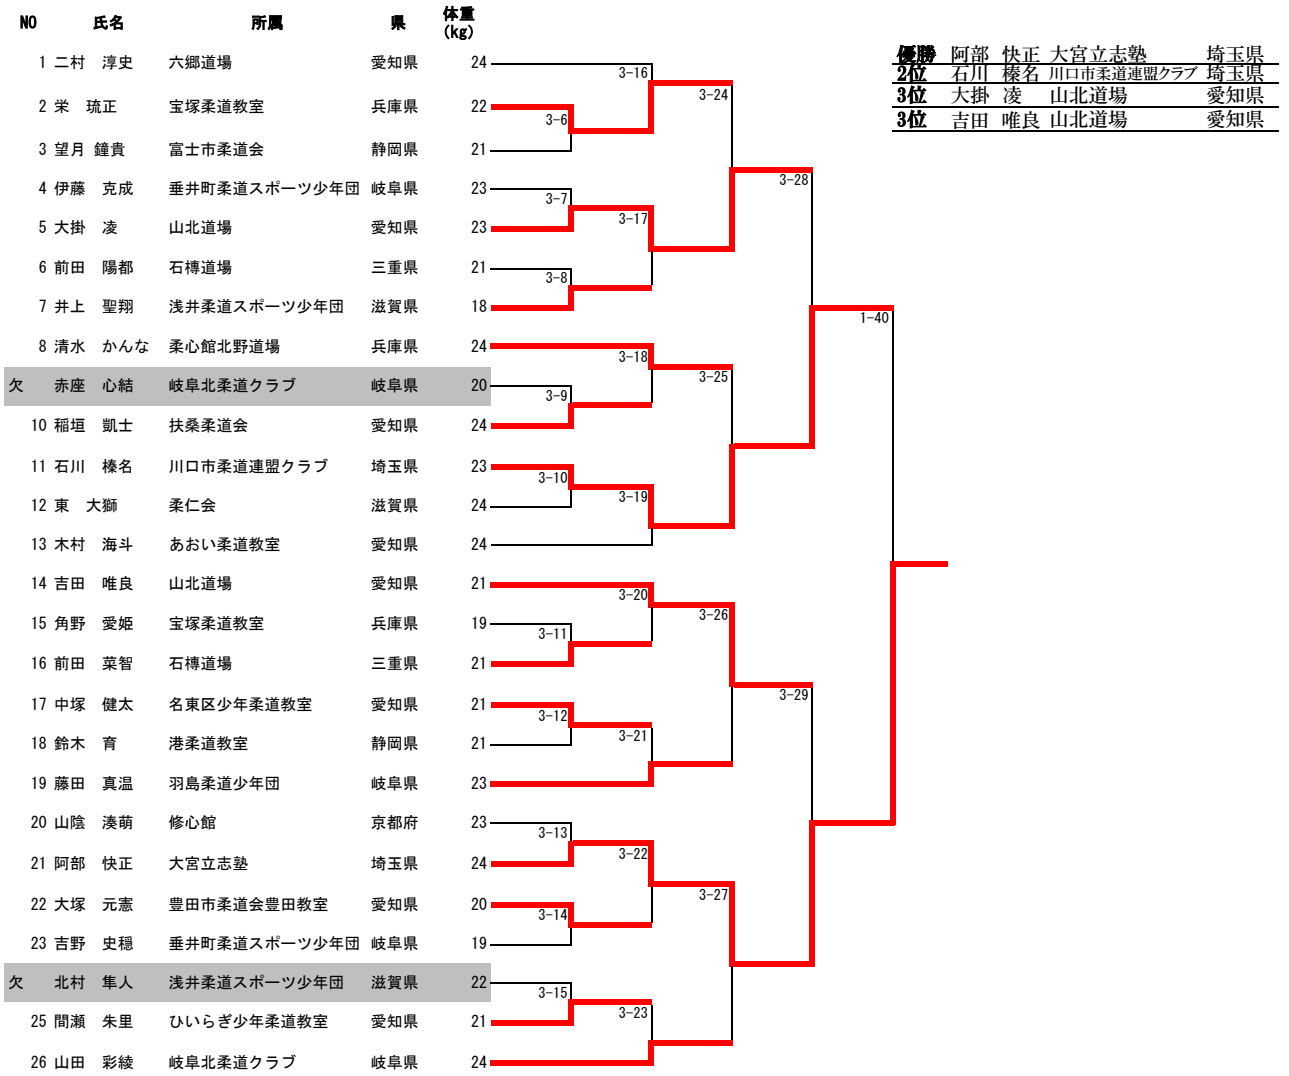 NO 氏名 所属 県 体重(kg)
1 二村 淳史 六郷道場 愛知県 24
2 栄 琉正 宝塚柔道教室 兵庫県 22
3 望月 鐘貴 富士市柔道会 静岡県 21
4 伊藤 克成 垂井町柔道スポーツ少年団 岐阜県 23
5 大掛 凌 山北道場 愛知県 23
6 前田 陽都 石榑道場 三重県 21
7 井上 聖翔 浅井柔道スポーツ少年団 滋賀県 18
8 清水 かんな 柔心館北野道場 兵庫県 24
欠 赤座 心結 岐阜北柔道クラブ 岐阜県 20
10 稲垣 凱士 扶桑柔道会 愛知県 24
11 石川 榛名 川口市柔道連盟クラブ 埼玉県 23
12 東 大獅 柔仁会 滋賀県 24
13 木村 海斗 あおい柔道教室 愛知県 24
14 吉田 唯良 山北道場 愛知県 21
15 角野 愛姫 宝塚柔道教室 兵庫県 19
16 前田 菜智 石榑道場 三重県 21
17 中塚 健太 名東区少年柔道教室 愛知県 21
18 鈴木 育 港柔道教室 静岡県 21
19 藤田 真温 羽島柔道少年団 岐阜県 23
20 山陰 湊萌 修心館 京都府 23
21 阿部 快正 大宮立志塾 埼玉県 24
22 大塚 元憲 豊田市柔道会豊田教室 愛知県 20
23 吉野 史穏 垂井町柔道スポーツ少年団 岐阜県 19
欠 北村 隼人 浅井柔道スポーツ少年団 滋賀県 22
25 間瀬 朱里 ひいらぎ少年柔道教室 愛知県 21
26 山田 彩綾 岐阜北柔道クラブ 岐阜県 24
3-6
3-7
3-8
3-9
3-10
3-11
3-12
3-13
3-14
3-15
3-16
3-17
3-18
3-19
3-20
3-21
3-22
3-23
3-24
3-25
3-26
3-27
3-28
3-29
1-40
優勝 阿部 快正 大宮立志塾 埼玉県
2位 石川 榛名 川口市柔道連盟クラブ 埼玉県
3位 大掛 凌 山北道場 愛知県
3位 吉田 唯良 山北道場 愛知県